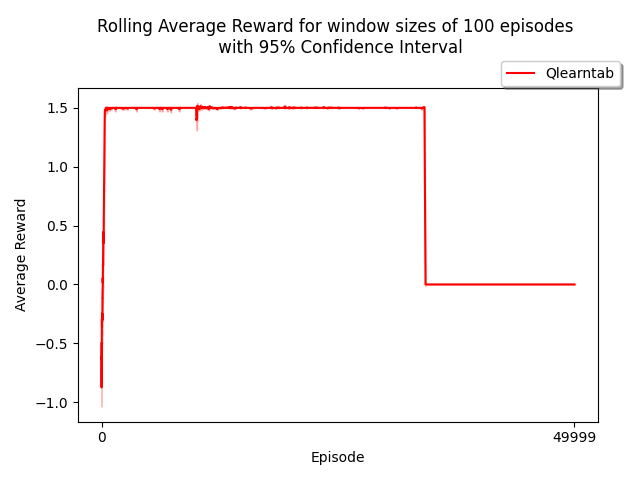 Rolling Average Reward for window sizes of 100 episodes
with 95% Confidence Interval
Qlearntab
1.5
1.0
0.5
0.0
−0.5
−1.0
Average Reward
0
49999
Episode